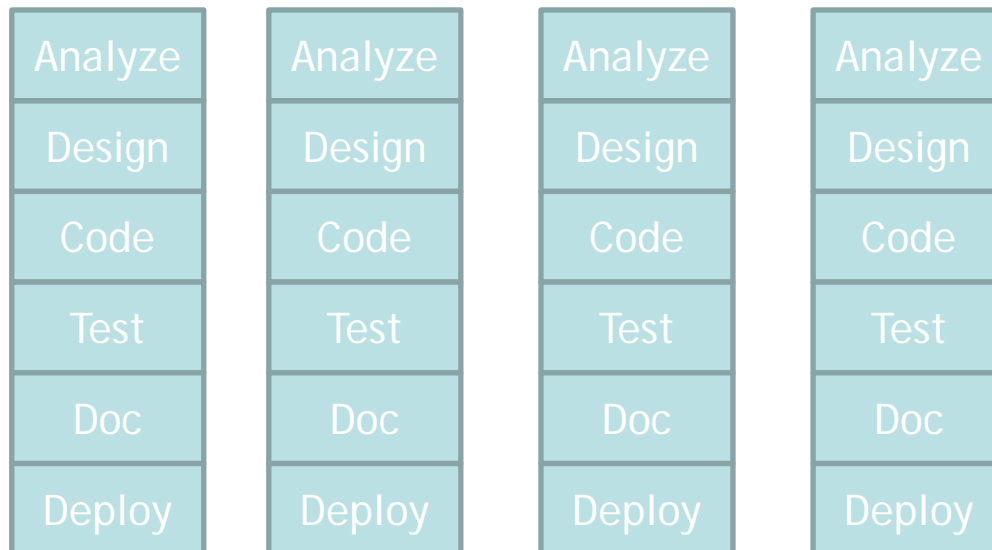 Analyze Analyze Analyze Analyze
Design Design Design Design
Code Code Code Code
Test Test Test Test
Doc Doc Doc Doc
Deploy Deploy Deploy Deploy